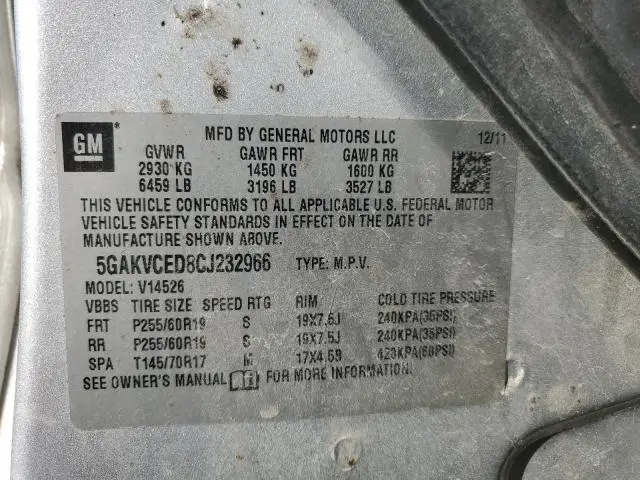 GM
MFD BY GENERAL MOTORS LLC 12/11
GVWR GAWR FRT GAWR RR
2930 KG 1450 KG 1600 KG
6459 LB 3196 LB 3527 LB
THIS VEHICLE CONFORMS TO ALL APPLICABLE U.S. FEDERAL MOTOR
VEHICLE SAFETY STANDARDS IN EFFECT ON THE DATE OF
MANUFACTURE SHOWN ABOVE.
5GAKVCED8CJ232966 TYPE: M.P.V.
MODEL: V14526
VBBS TIRE SIZE SPEED RTG RIM COLD TIRE PRESSURE
FRT P255/60R19 S 19X7.5J 240KPA(35PSI)
RR P255/60R19 S 19X7.5J 240KPA(35PSI)
SPA T145/70R17 M 17X4.5B 420KPA(60PSI)
SEE OWNER'S MANUAL FOR MORE INFORMATION.